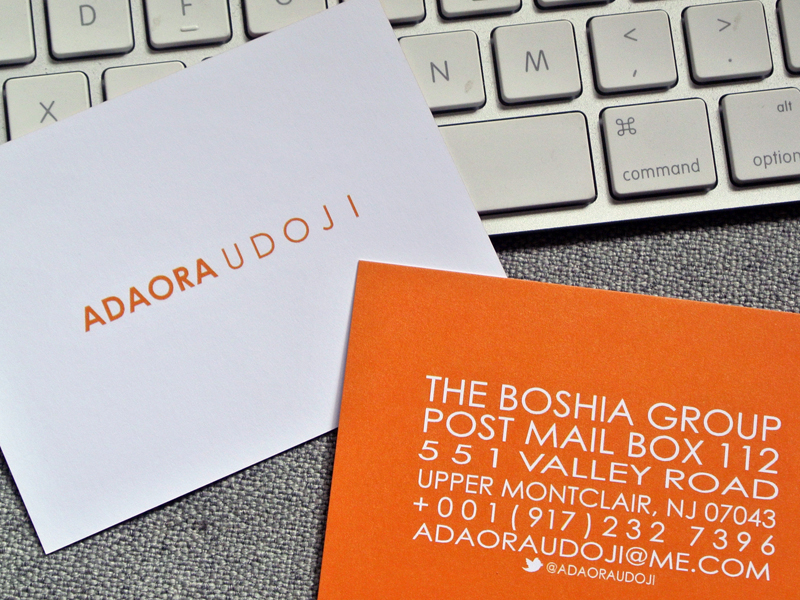 D
F
X
N
M
<
,
>
.
⌘
command
alt
option
ADAORA UDOJI
THE BOSHIA GROUP
POST MAIL BOX 112
551 VALLEY ROAD
UPPER MONTCLAIR, NJ 07043
+001(917)232 7396
ADAORAUDOJI@ME.COM
@ADAORAUDOJI